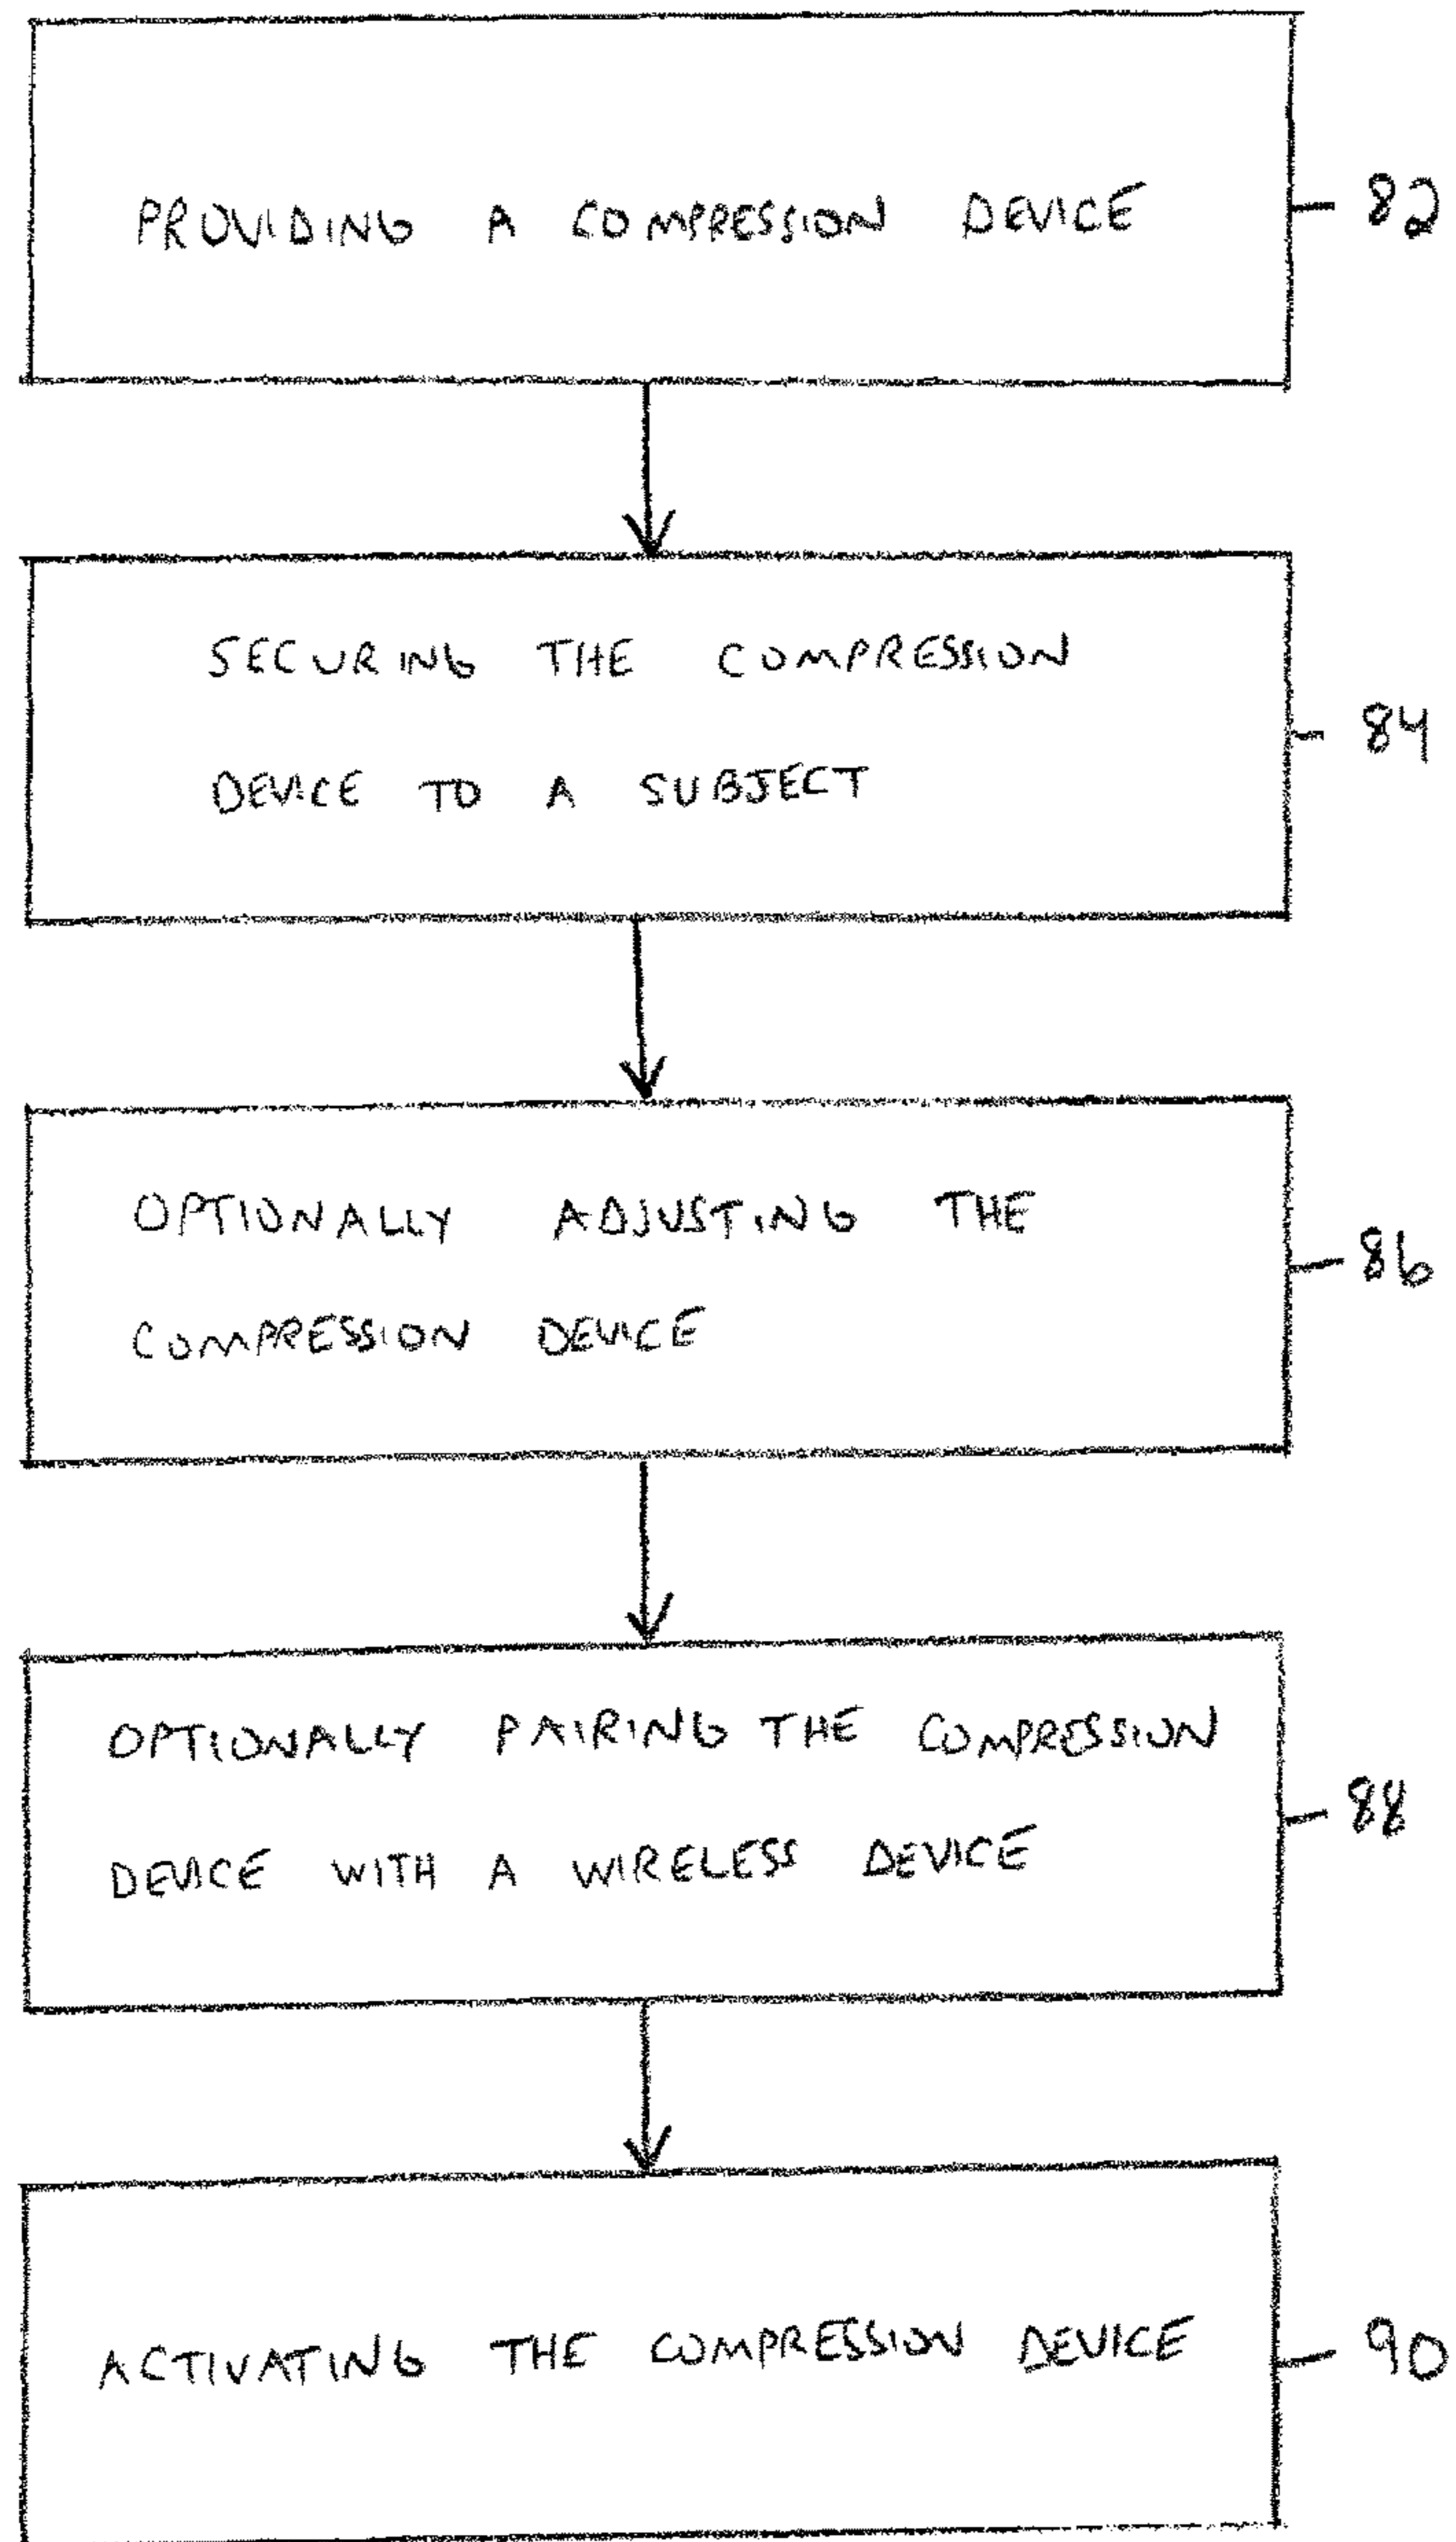 PROVIDING A COMPRESSION DEVICE
82
SECURING THE COMPRESSION
DEVICE TO A SUBJECT
84
OPTIONALLY ADJUSTING THE
COMPRESSION DEVICE
86
OPTIONALLY PAIRING THE COMPRESSION
DEVICE WITH A WIRELESS DEVICE
88
ACTIVATING THE COMPRESSION DEVICE
90